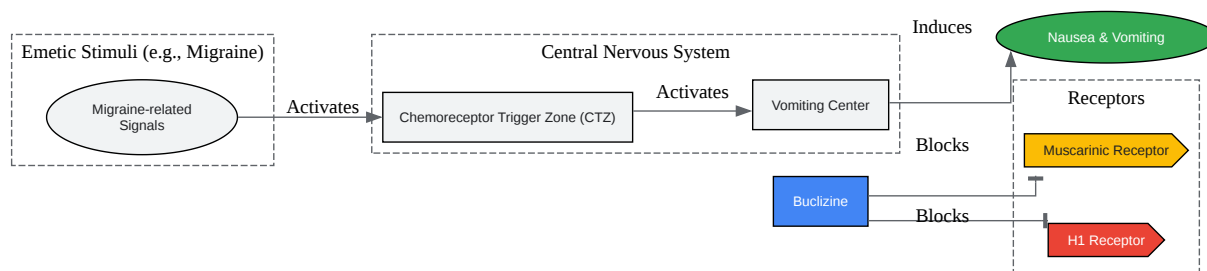 Emetic Stimuli (e.g., Migraine)
Migraine-related
Signals
Activates
Central Nervous System
Chemoreceptor Trigger Zone (CTZ)
Activates
Vomiting Center
Induces
Nausea & Vomiting
Receptors
Blocks
Muscarinic Receptor
Buclizine
Blocks
H1 Receptor